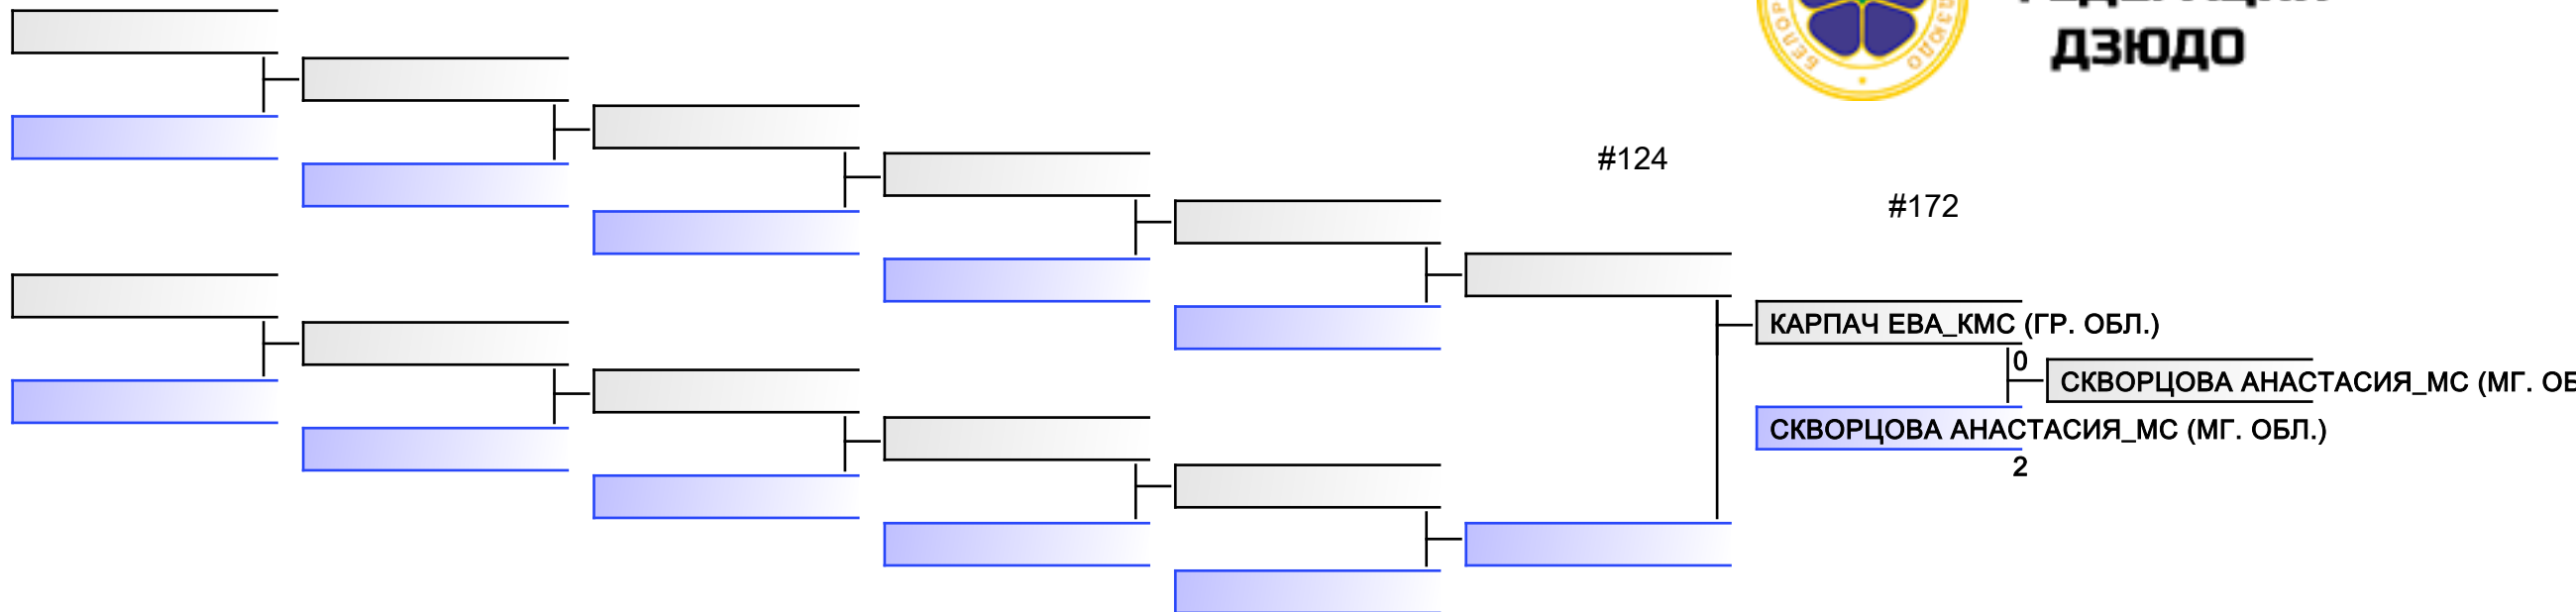 ДЗЮДО
#124
#172
КАРПАЧ ЕВА_КМС (ГР. ОБЛ.)
0
СКВОРЦОВА АНАСТАСИЯ_МС (МГ. ОБ
СКВОРЦОВА АНАСТАСИЯ_МС (МГ. ОБЛ.)
2